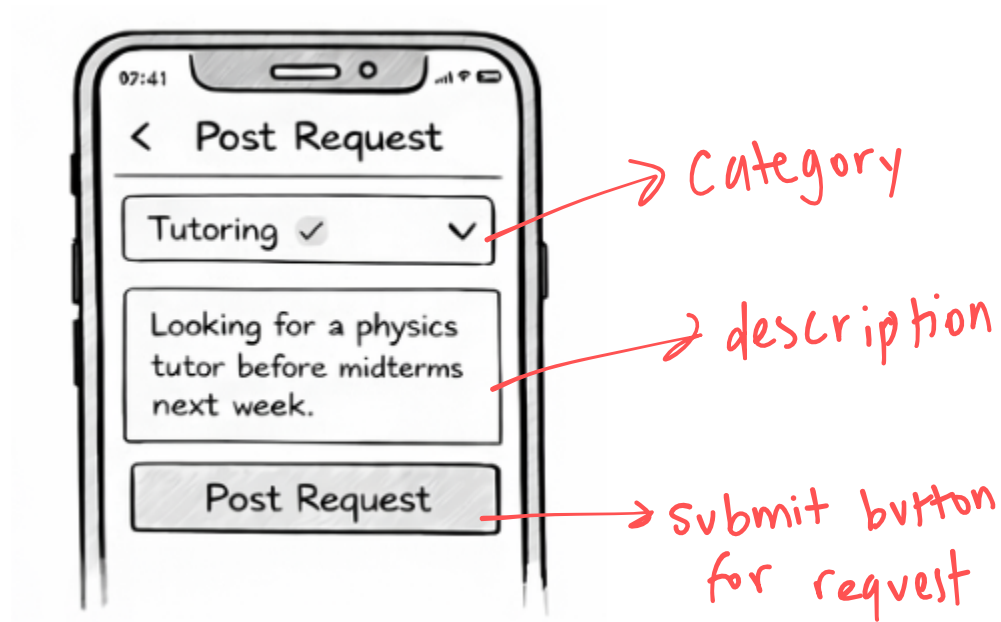 07:41
Post Request
Tutoring
Category
Looking for a physics
tutor before midterms
next week.
description
Post Request
submit button
for request